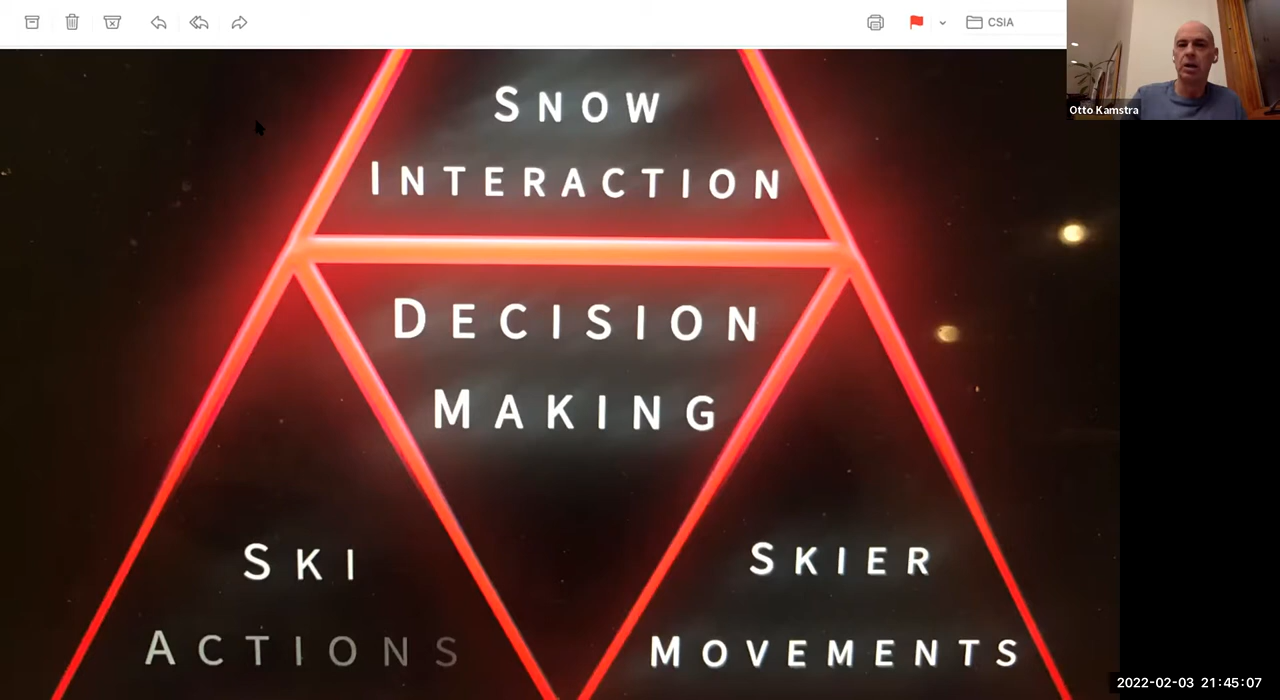 CSIA
Otto Kamstra
SNOW
INTERACTION
DECISION
MAKING
SKI
ACTIONS
SKIER
MOVEMENTS
2022-02-03 21:45:07